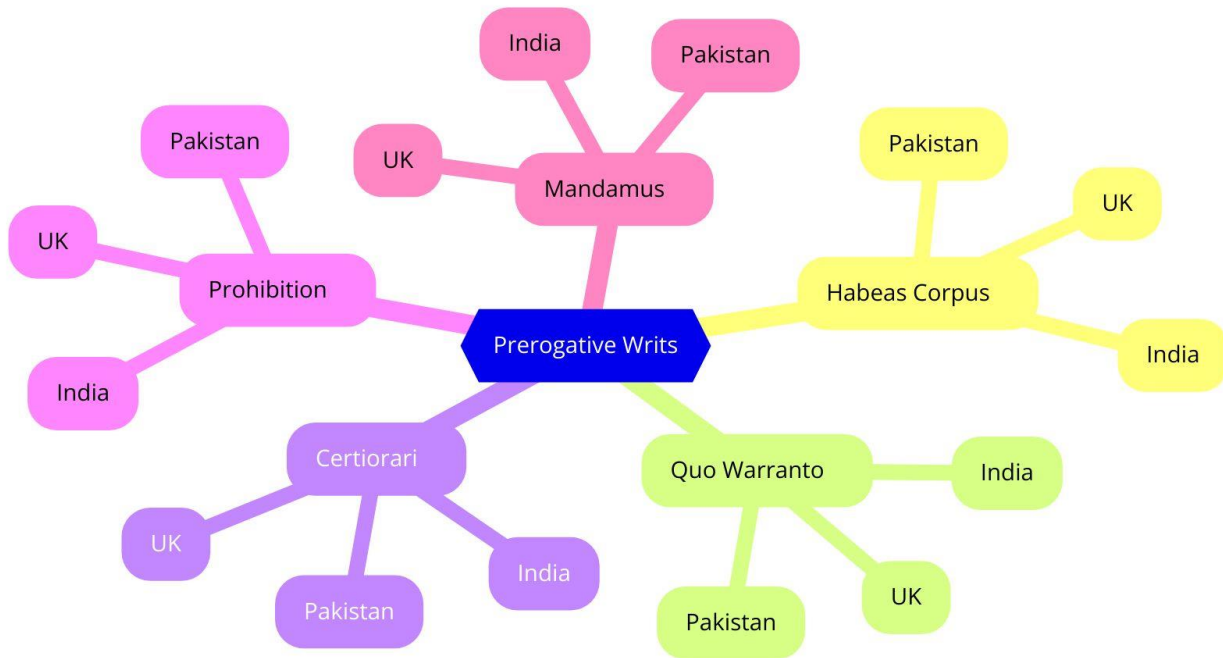 Prerogative Writs
Mandamus
UK
India
Pakistan
Habeas Corpus
Pakistan
UK
India
Quo Warranto
India
UK
Pakistan
Certiorari
UK
Pakistan
India
Prohibition
Pakistan
UK
India